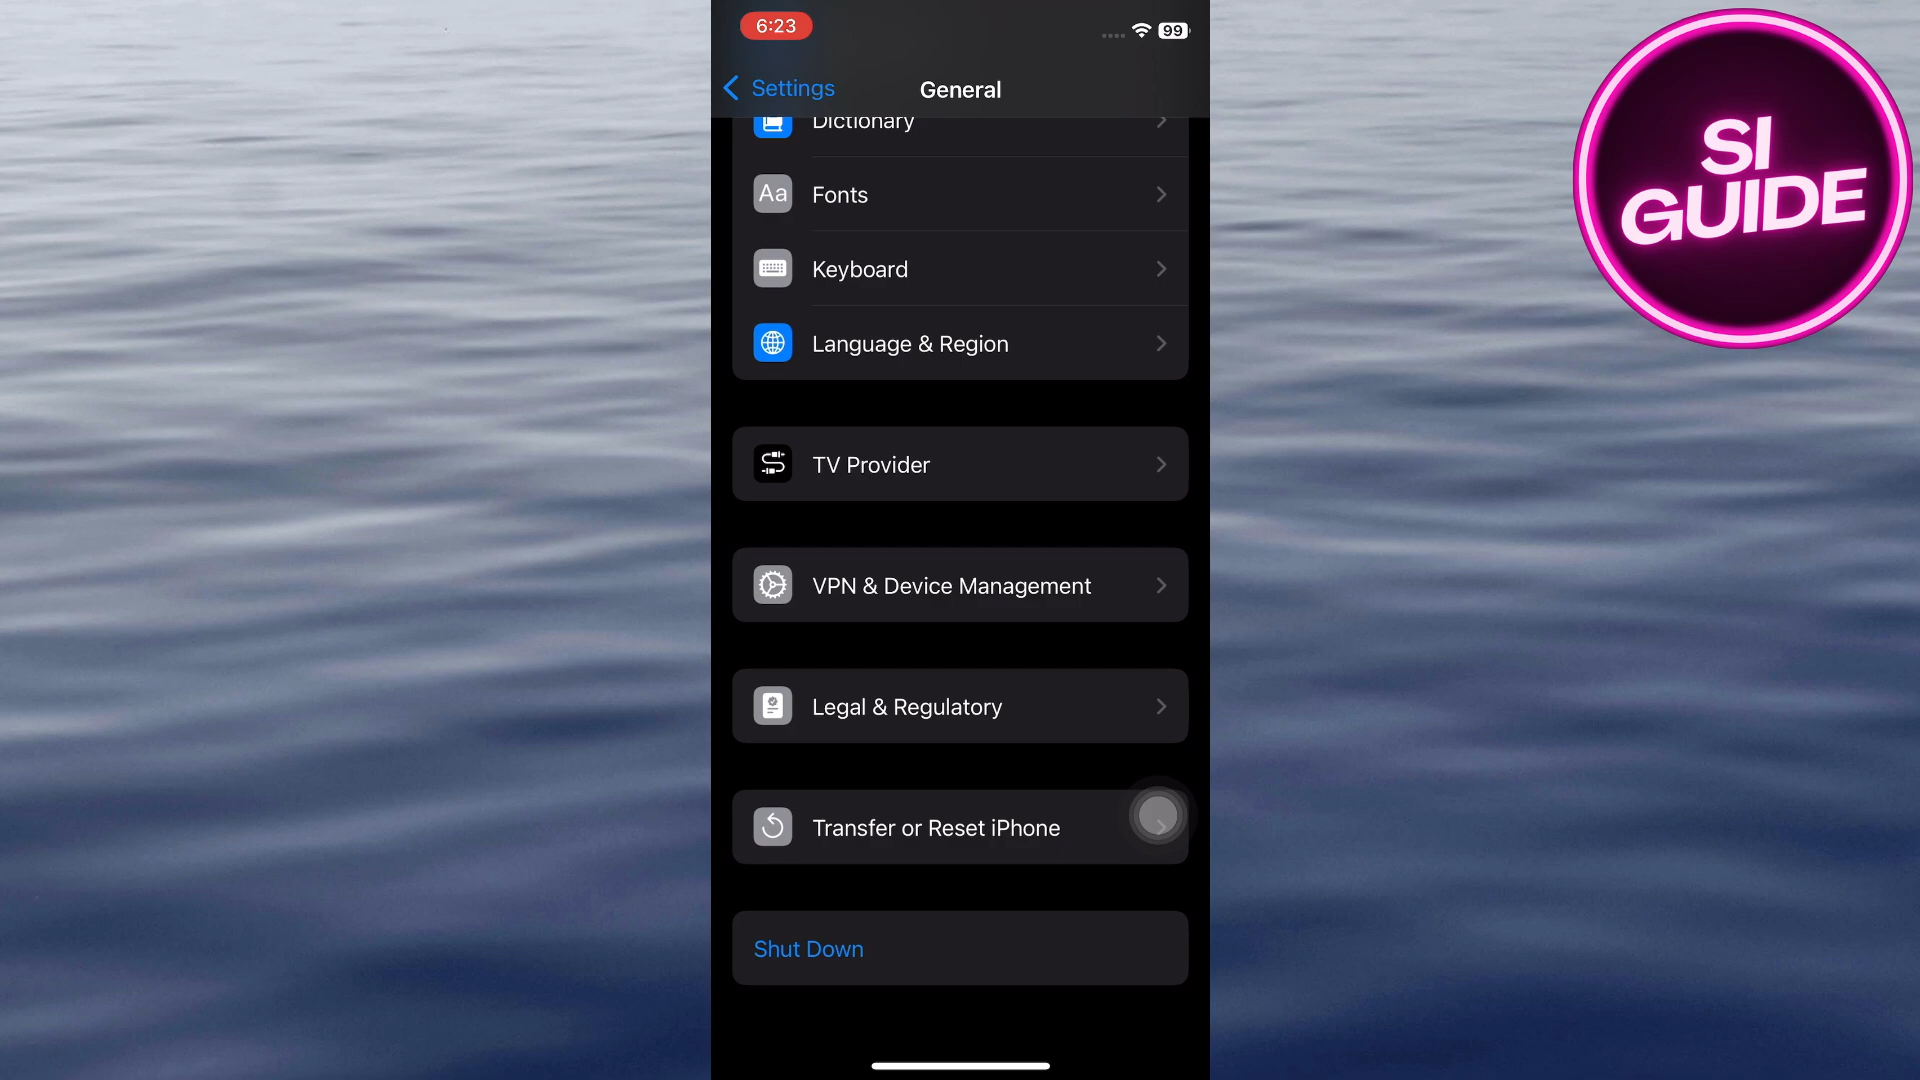 6:23
99
Settings
General
Dictionary
Aa
Fonts
Keyboard
Language & Region
TV Provider
VPN & Device Management
Legal & Regulatory
Transfer or Reset iPhone
Shut Down
SI
GUIDE